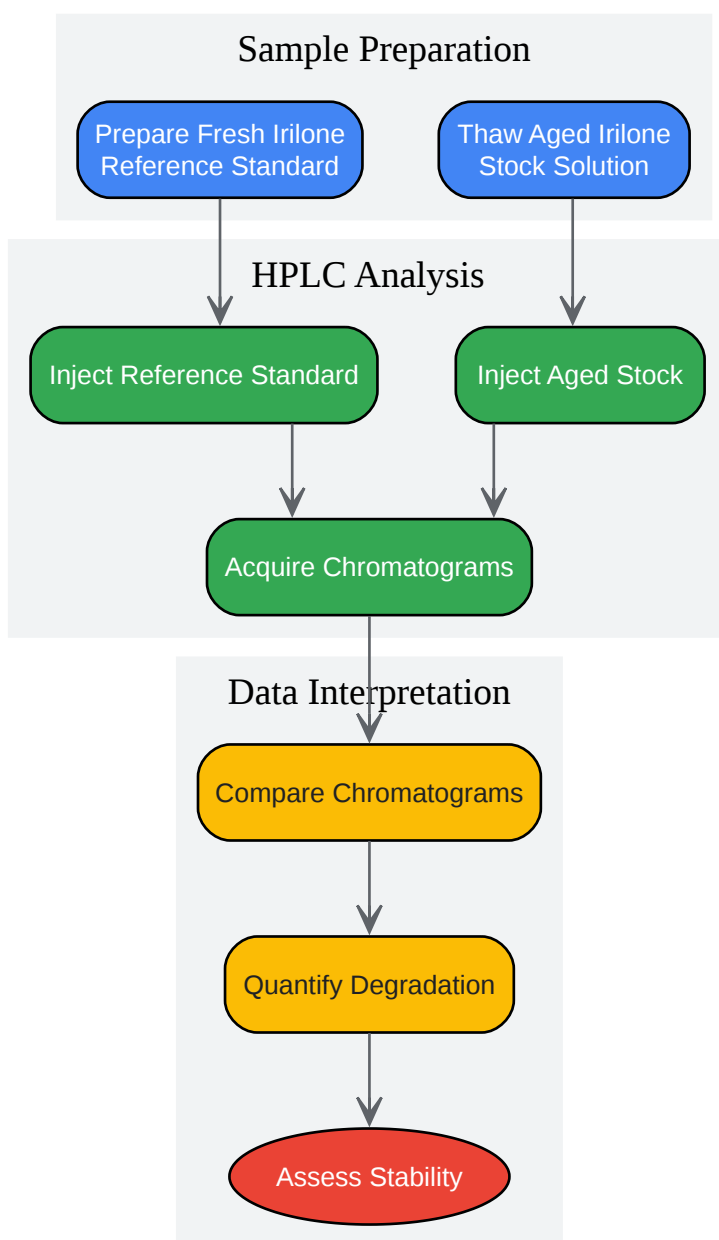 Sample Preparation
Prepare Fresh Irilone
Reference Standard
Thaw Aged Irilone
Stock Solution
HPLC Analysis
Inject Reference Standard
Inject Aged Stock
Acquire Chromatograms
Data Interpretation
Compare Chromatograms
Quantify Degradation
Assess Stability